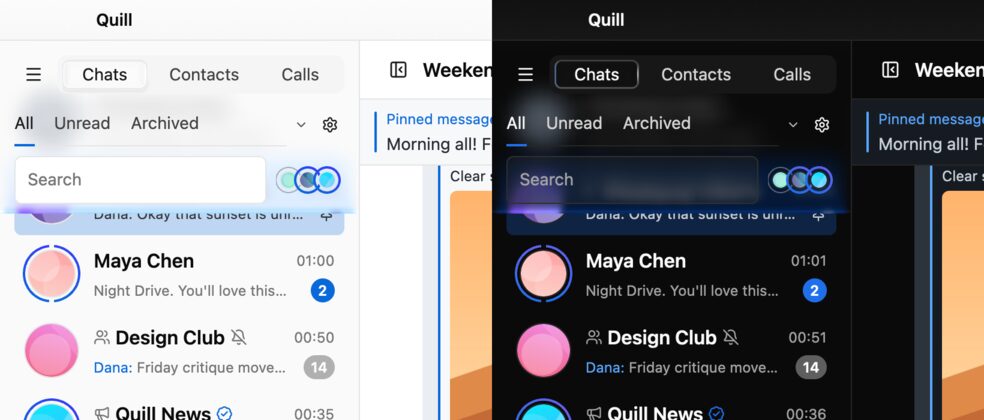 Quill
Chats Contacts Calls
Weeken
All Unread Archived
Pinned messag
Morning all! F
Search
Clear s
Dana: Okay that sunset is unr...
Maya Chen 01:00
Night Drive. You'll love this... 2
Design Club 00:50
Dana: Friday critique move... 14
Quill News 00:35
Quill
Chats Contacts Calls
Weeken
All Unread Archived
Pinned messag
Morning all! F
Search
Clear s
Dana: Okay that sunset is unr...
Maya Chen 01:01
Night Drive. You'll love this... 2
Design Club 00:51
Dana: Friday critique move... 14
Quill News 00:36